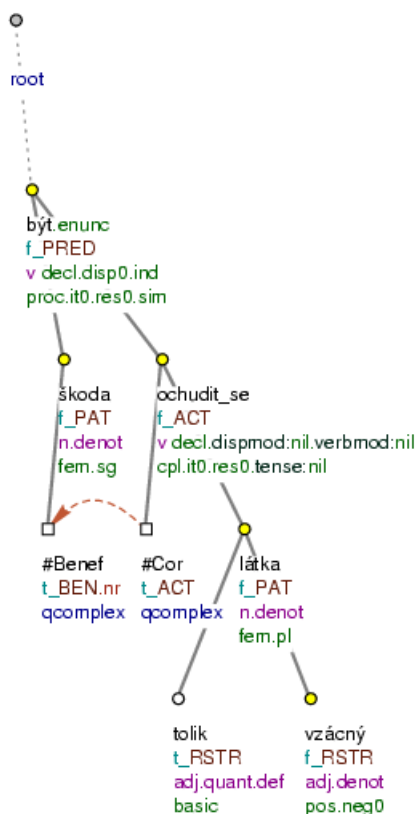 root
být.enunc
f_PRED
v decl.disp0.ind
proc.it0.res0.sim
škoda
f_PAT
n.denot
fem.sg
ochudit_se
f_ACT
v decl.dispmod:nil.verbmod:nil
cpl.it0.res0.tense:nil
#Benef
t_BEN.nr
qcomplex
#Cor
t_ACT
qcomplex
látka
f_PAT
n.denot
fem.pl
tolik
t_RSTR
adj.quant.def
basic
vzácný
f_RSTR
adj.denot
pos.neg0